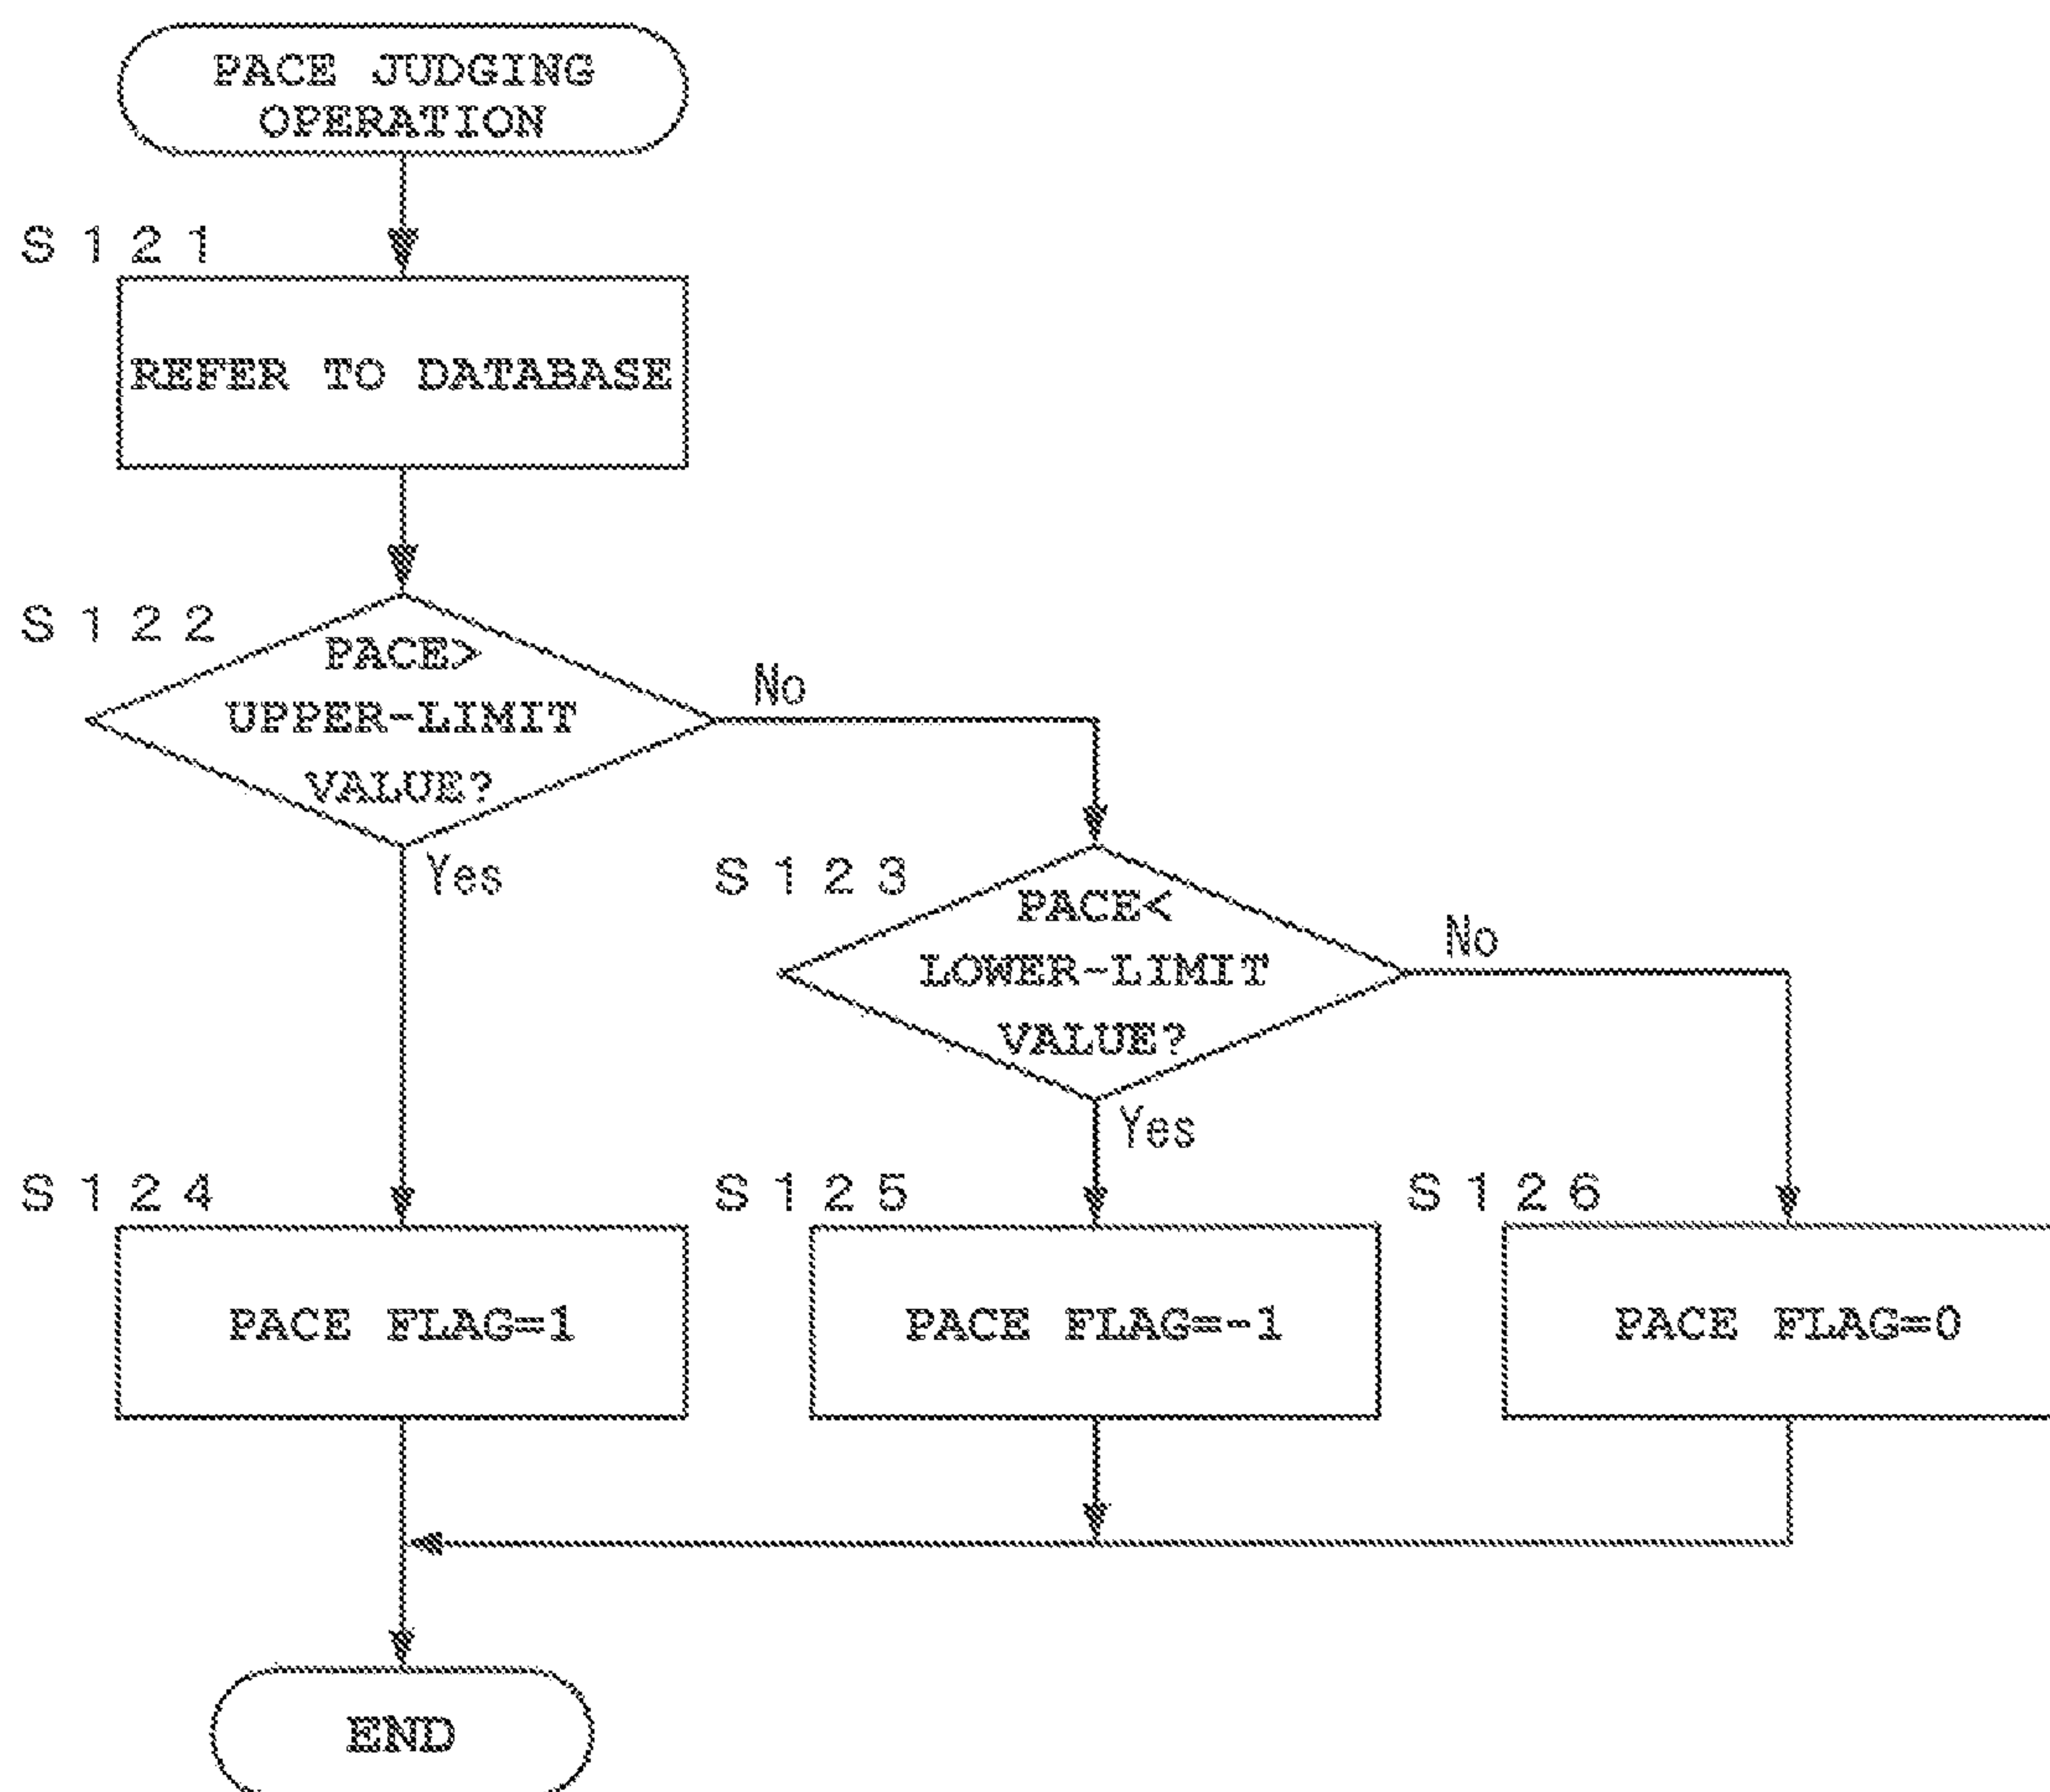 PACE JUDGING
OPERATION
S121
REFER TO DATABASE
S122
PACE>
UPPER-LIMIT
VALUE?
No
Yes
S123
PACE<
LOWER-LIMIT
VALUE?
No
Yes
S124
PACE FLAG=1
S125
PACE FLAG=-1
S126
PACE FLAG=0
END